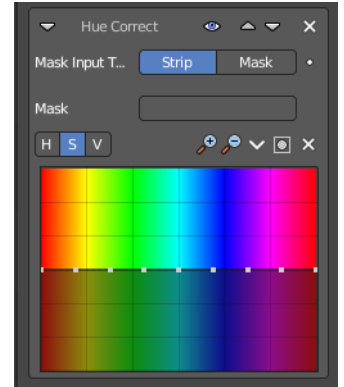 Hue Correct
Mask Input T... Strip Mask
Mask
H S V